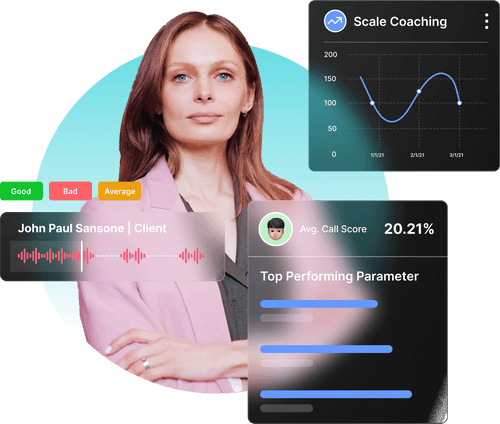 Scale Coaching
200
150
100
50
0
1/1/21
2/1/21
3/1/21
Good
Bad
Average
John Paul Sansone | Client
Avg. Call Score
20.21%
Top Performing Parameter